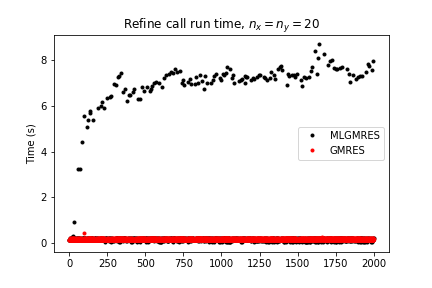 Refine call run time, $n_x = n_y = 20$
Time (s)
8
6
4
2
0
MLGMRES
GMRES
0 250 500 750 1000 1250 1500 1750 2000